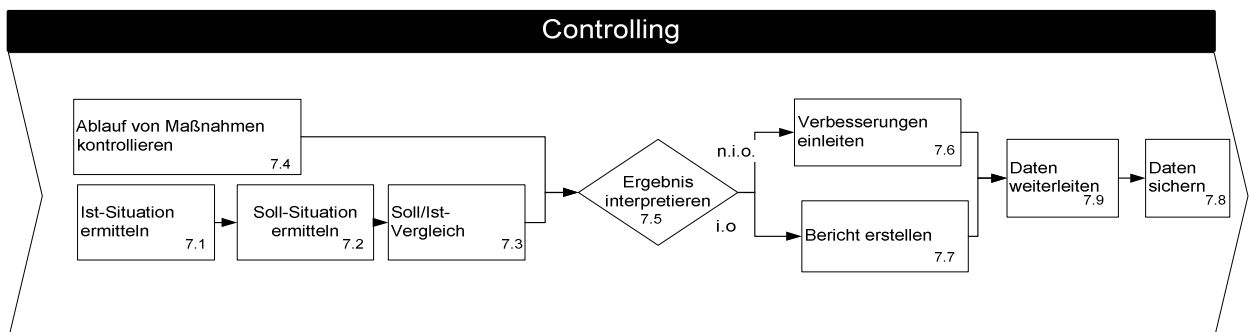 Controlling
Ablauf von Maßnahmen
kontrollieren
7.4
Ist-Situation
ermitteln
7.1
Soll-Situation
ermitteln
7.2
Soll/Ist-
Vergleich
7.3
Ergebnis
interpretieren
7.5
n.i.o.
i.o
Verbesserungen
einleiten
7.6
Bericht erstellen
7.7
Daten
weiterleiten
7.9
Daten
sichern
7.8